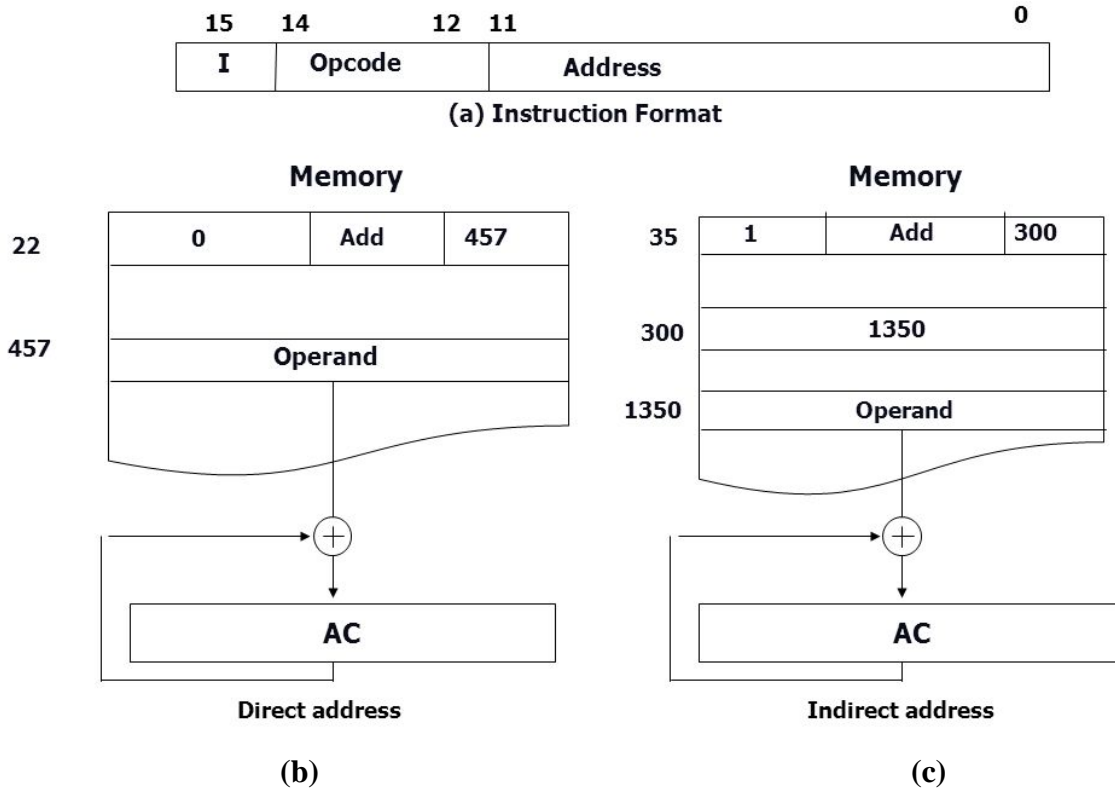 15 14 12 11 0
I Opcode Address
(a) Instruction Format
Memory Memory
22 0 Add 457 35 1 Add 300
457 Operand 300 1350
1350 Operand
AC AC
Direct address Indirect address
(b) (c)